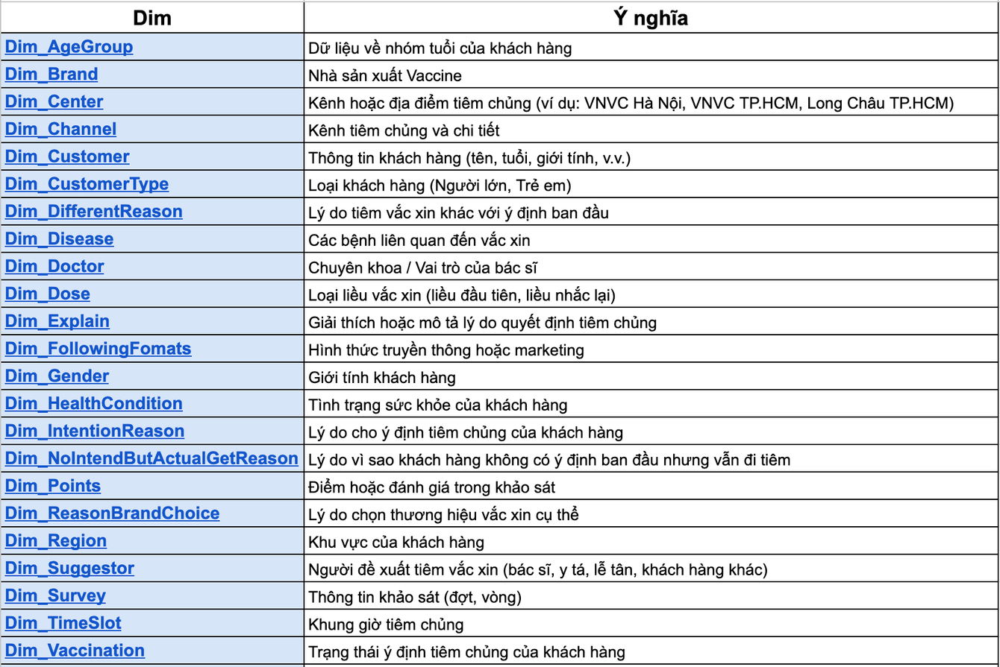 Dim Ý nghĩa
Dim_AgeGroup Dữ liệu về nhóm tuổi của khách hàng
Dim_Brand Nhà sản xuất Vaccine
Dim_Center Kênh hoặc địa điểm tiêm chủng (ví dụ: VNVC Hà Nội, VNVC TP.HCM, Long Châu TP.HCM)
Dim_Channel Kênh tiêm chủng và chi tiết
Dim_Customer Thông tin khách hàng (tên, tuổi, giới tính, v.v.)
Dim_CustomerType Loại khách hàng (Người lớn, Trẻ em)
Dim_DifferentReason Lý do tiêm vắc xin khác với ý định ban đầu
Dim_Disease Các bệnh liên quan đến vắc xin
Dim_Doctor Chuyên khoa / Vai trò của bác sĩ
Dim_Dose Loại liều vắc xin (liều đầu tiên, liều nhắc lại)
Dim_Explain Giải thích hoặc mô tả lý do quyết định tiêm chủng
Dim_FollowingFomats Hình thức truyền thông hoặc marketing
Dim_Gender Giới tính khách hàng
Dim_HealthCondition Tình trạng sức khỏe của khách hàng
Dim_IntentionReason Lý do cho ý định tiêm chủng của khách hàng
Dim_NoIntendButActualGetReason Lý do vì sao khách hàng không có ý định ban đầu nhưng vẫn đi tiêm
Dim_Points Điểm hoặc đánh giá trong khảo sát
Dim_ReasonBrandChoice Lý do chọn thương hiệu vắc xin cụ thể
Dim_Region Khu vực của khách hàng
Dim_Suggestor Người đề xuất tiêm vắc xin (bác sĩ, y tá, lễ tân, khách hàng khác)
Dim_Survey Thông tin khảo sát (đợt, vòng)
Dim_TimeSlot Khung giờ tiêm chủng
Dim_Vaccination Trạng thái ý định tiêm chủng của khách hàng